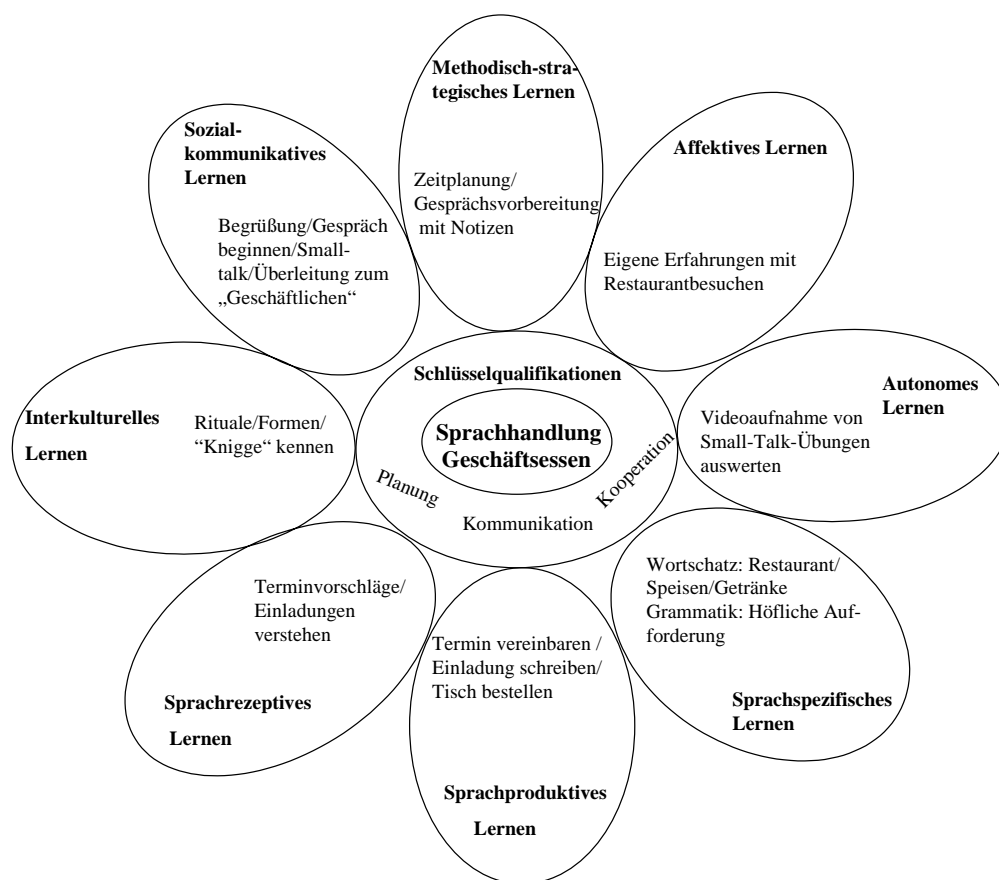 Methodisch-stra-
tegisches Lernen
Zeitplanung/
Gesprächsvorbereitung
mit Notizen
Sozial-
kommunikatives
Lernen
Begrüßung/Gespräch
beginnen/Small-
talk/Überleitung zum
„Geschäftlichen“
Affektives Lernen
Eigene Erfahrungen mit
Restaurantbesuchen
Schlüsselqualifikationen
Sprachhandlung
Geschäftsessen
Planung
Kommunikation
Kooperation
Interkulturelles
Lernen
Rituale/Formen/
“Knigge“ kennen
Autonomes
Lernen
Videoaufnahme von
Small-Talk-Übungen
auswerten
Terminvorschläge/
Einladungen
verstehen
Sprachrezeptives
Lernen
Termin vereinbaren /
Einladung schreiben/
Tisch bestellen
Sprachproduktives
Lernen
Wortschatz: Restaurant/
Speisen/Getränke
Grammatik: Höfliche Auf-
forderung
Sprachspezifisches
Lernen